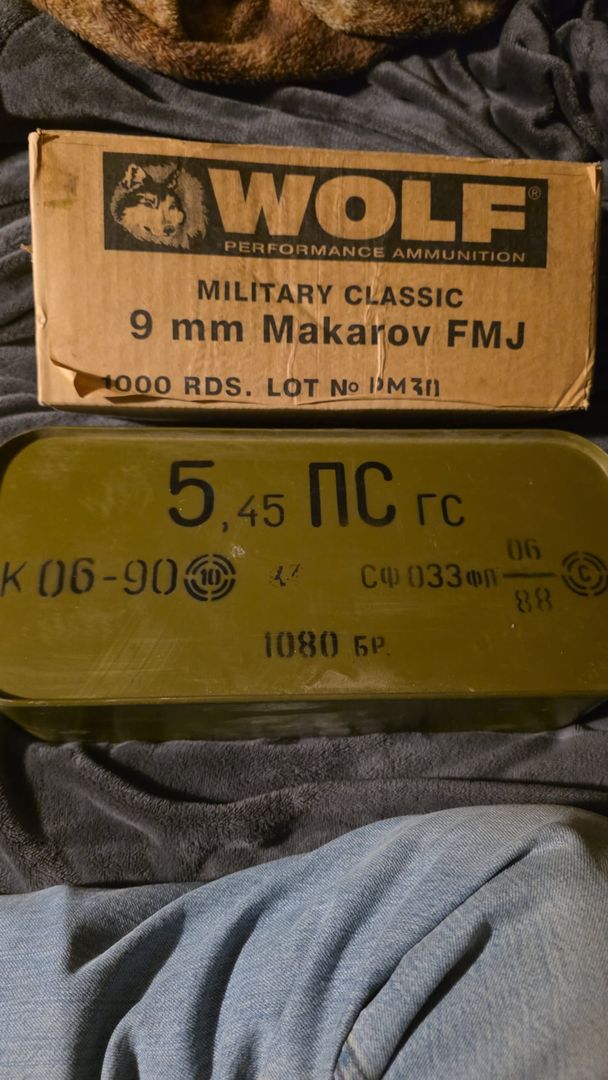 WOLF®
PERFORMANCE AMMUNITION
MILITARY CLASSIC
9 mm Makarov FMJ
1000 RDS. LOT № PM30
5,45 ПС гс
К 06-90 10 СФ 033 фл 06/88 С
1080 БР.